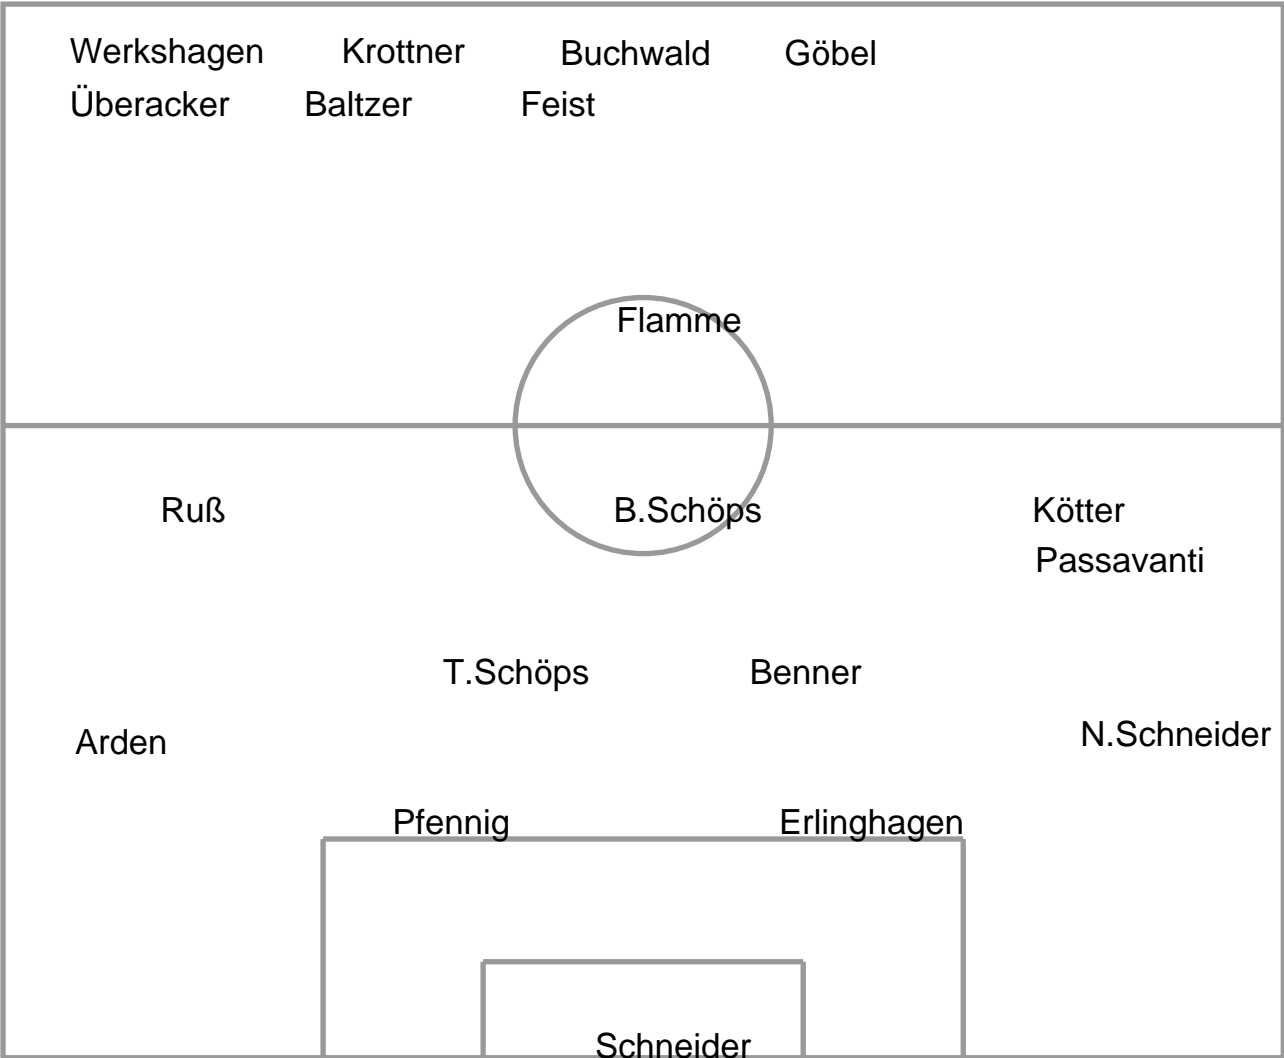 Werkshagen Krottner Buchwald Göbel
Überacker Baltzer Feist
Flamme
Ruß B.Schöps Kötter
Passavanti
T.Schöps Benner
Arden N.Schneider
Pfennig Erlinghagen
Schneider